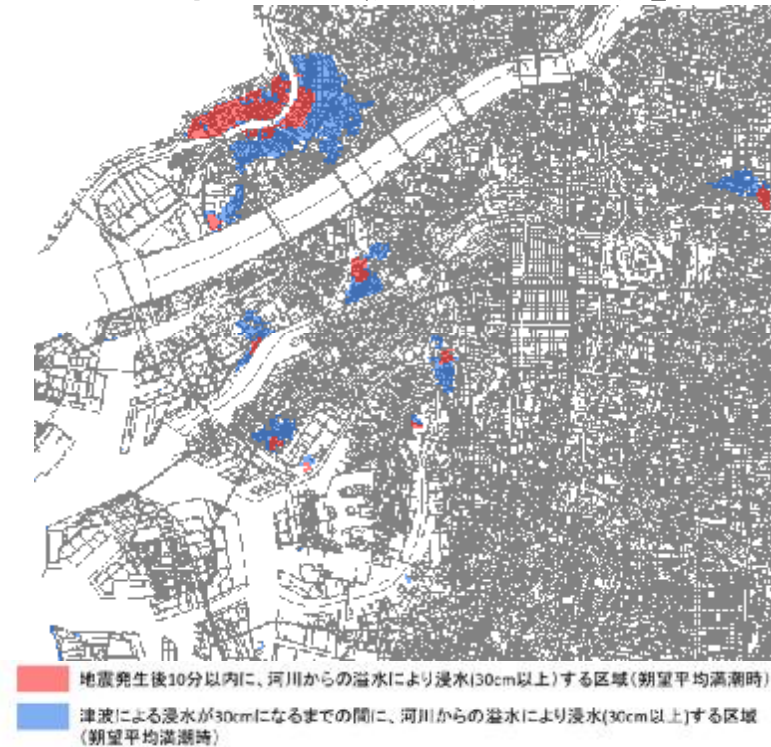 地震発生後10分以内に、河川からの溢水により浸水(30cm以上)する区域(朔望平均満潮時)
津波による浸水が30cmになるまでの間に、河川からの溢水により浸水(30cm以上)する区域
(朔望平均満潮時)